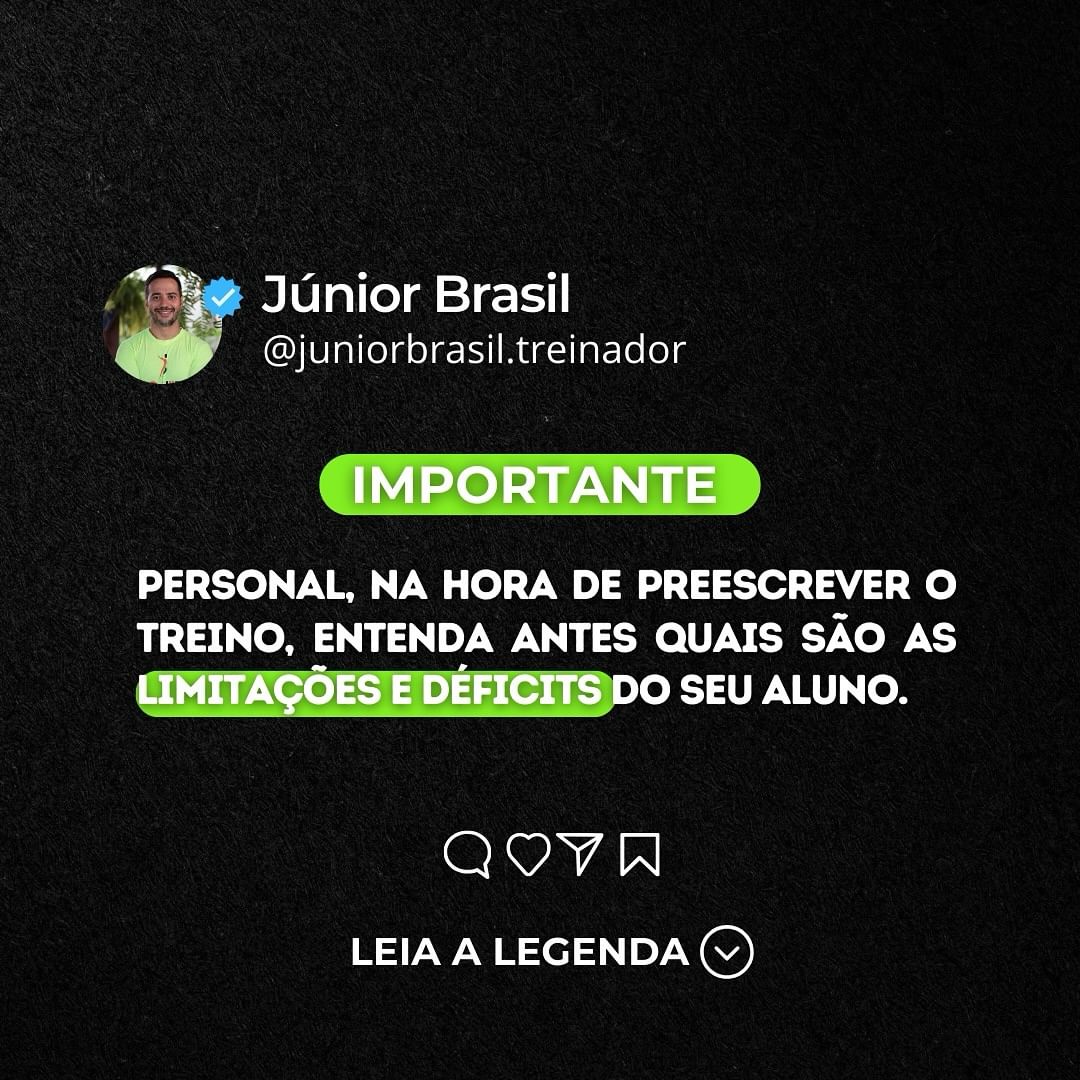 Júnior Brasil
@juniorbrasil.treinador
IMPORTANTE
PERSONAL, NA HORA DE PREESCREVER O
TREINO, ENTENDA ANTES QUAIS SÃO AS
LIMITAÇÕES E DÉFICITS DO SEU ALUNO.
LEIA A LEGENDA